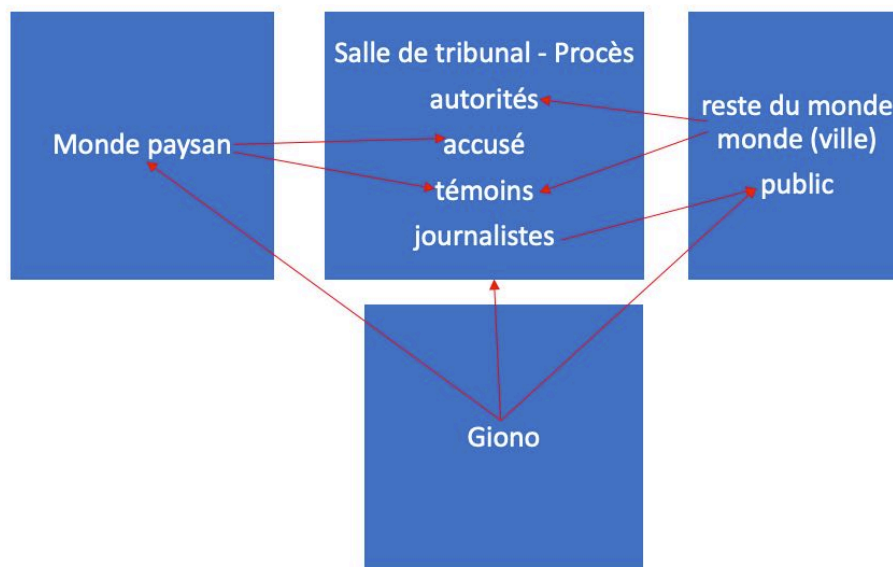 Monde paysan
Salle de tribunal - Procès
autorités
accusé
témoins
journalistes
reste du monde
monde (ville)
public
Giono